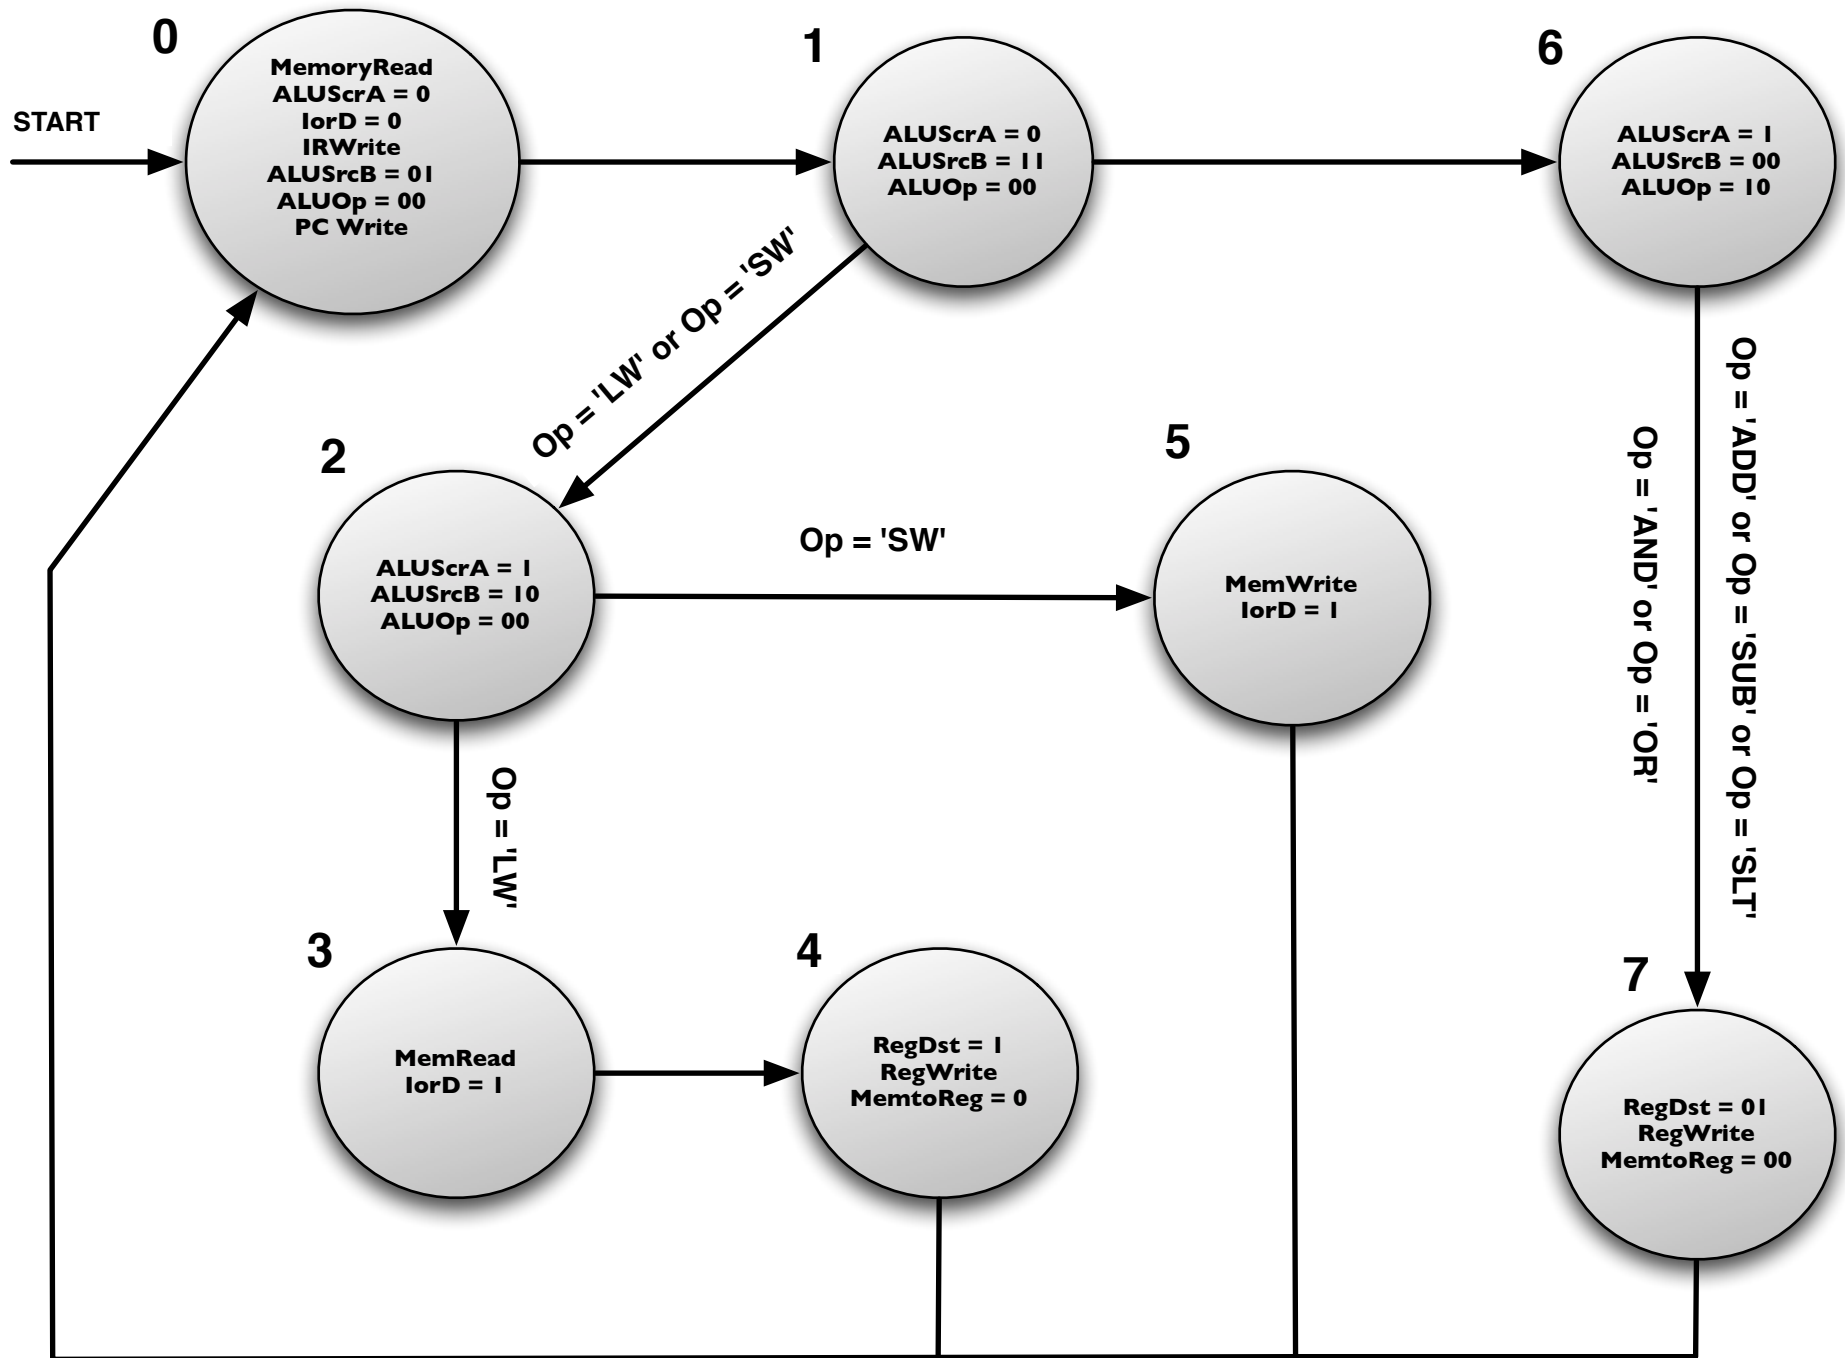 0
START
MemoryRead
ALUScrA = 0
IorD = 0
IRWrite
ALUSrcB = 01
ALUOp = 00
PC Write
1
ALUScrA = 0
ALUSrcB = 11
ALUOp = 00
6
ALUScrA = 1
ALUSrcB = 00
ALUOp = 10
Op = 'LW' or Op = 'SW'
2
ALUScrA = 1
ALUSrcB = 10
ALUOp = 00
Op = 'SW'
5
MemWrite
IorD = 1
Op = 'ADD' or Op = 'SUB' or Op = 'SLT'
Op = 'AND' or Op = 'OR'
Op = 'LW'
3
MemRead
IorD = 1
4
RegDst = 1
RegWrite
MemtoReg = 0
7
RegDst = 01
RegWrite
MemtoReg = 00